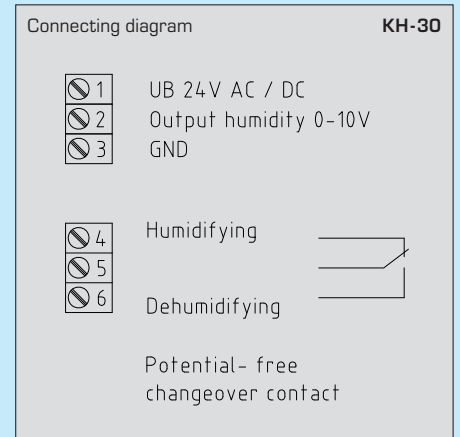 Connecting diagram KH-30
1 UB 24V AC / DC
2 Output humidity 0-10V
3 GND
4 Humidifying
5
6 Dehumidifying
Potential- free
changeover contact